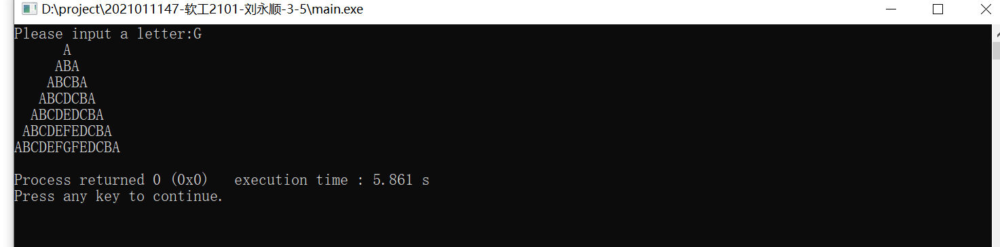 D:\project\2021011147-软工2101-刘永顺-3-5\main.exe
Please input a letter:G
      A
     ABA
    ABCBA
   ABCDCBA
  ABCDEDCBA
 ABCDEFEDCBA
ABCDEFGFEDCBA
Process returned 0 (0x0)   execution time : 5.861 s
Press any key to continue.